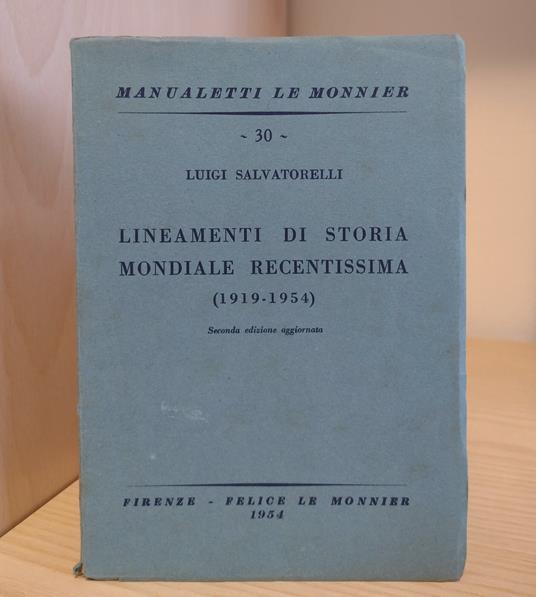 MANUALETTI LE MONNIER
~ 30 ~
LUIGI SALVATORELLI
LINEAMENTI DI STORIA
MONDIALE RECENTISSIMA
(1919-1954)
Seconda edizione aggiornata
FIRENZE - FELICE LE MONNIER
1954